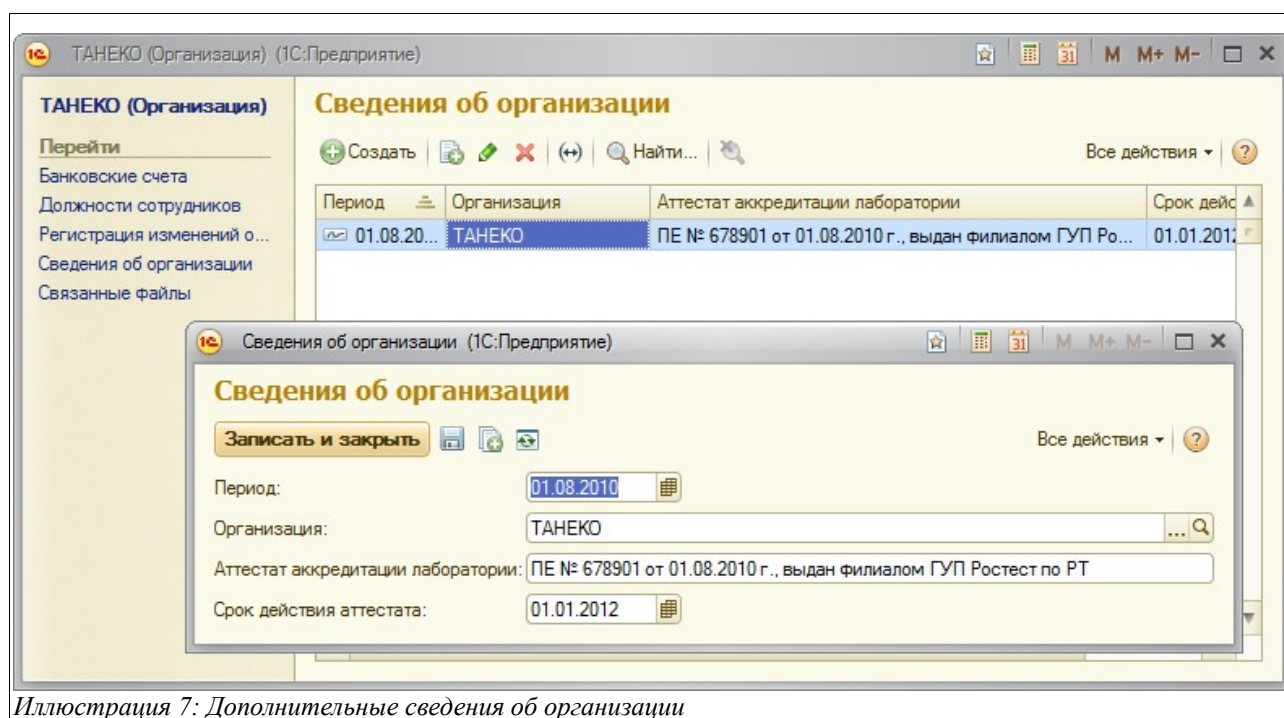 ТАНЕКО (Организация) (1С:Предприятие) 31 M M+ M-
ТАНЕКО (Организация)
Перейти
Банковские счета
Должности сотрудников
Регистрация изменений о...
Сведения об организации
Связанные файлы
Сведения об организации
Создать Найти... Все действия
Период Организация Аттестат аккредитации лаборатории Срок дейс
01.08.20... ТАНЕКО ПЕ № 678901 от 01.08.2010 г., выдан филиалом ГУП Ро... 01.01.2012
Сведения об организации (1С:Предприятие) 31 M M+ M-
Сведения об организации
Записать и закрыть Все действия
Период: 01.08.2010
Организация: ТАНЕКО ...
Аттестат аккредитации лаборатории: ПЕ № 678901 от 01.08.2010 г., выдан филиалом ГУП Ростест по РТ
Срок действия аттестата: 01.01.2012
Иллюстрация 7: Дополнительные сведения об организации